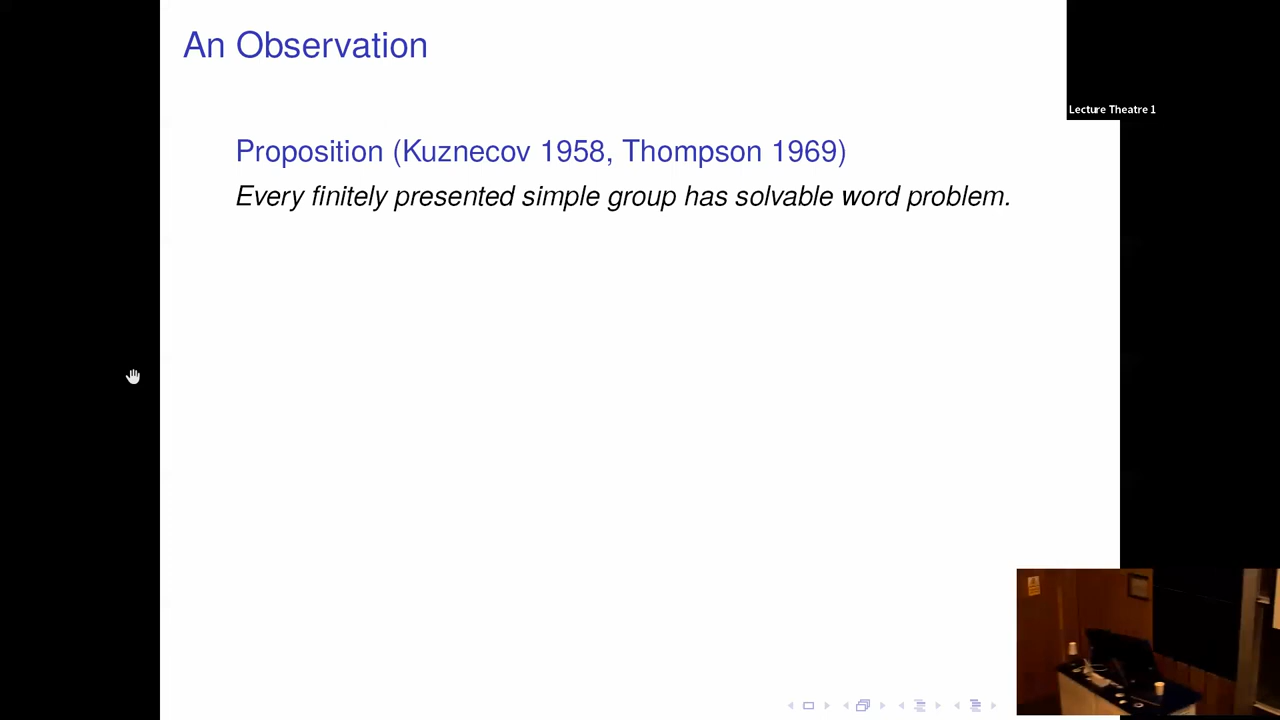 An Observation
Lecture Theatre 1
Proposition (Kuznecov 1958, Thompson 1969)
Every finitely presented simple group has solvable word problem.